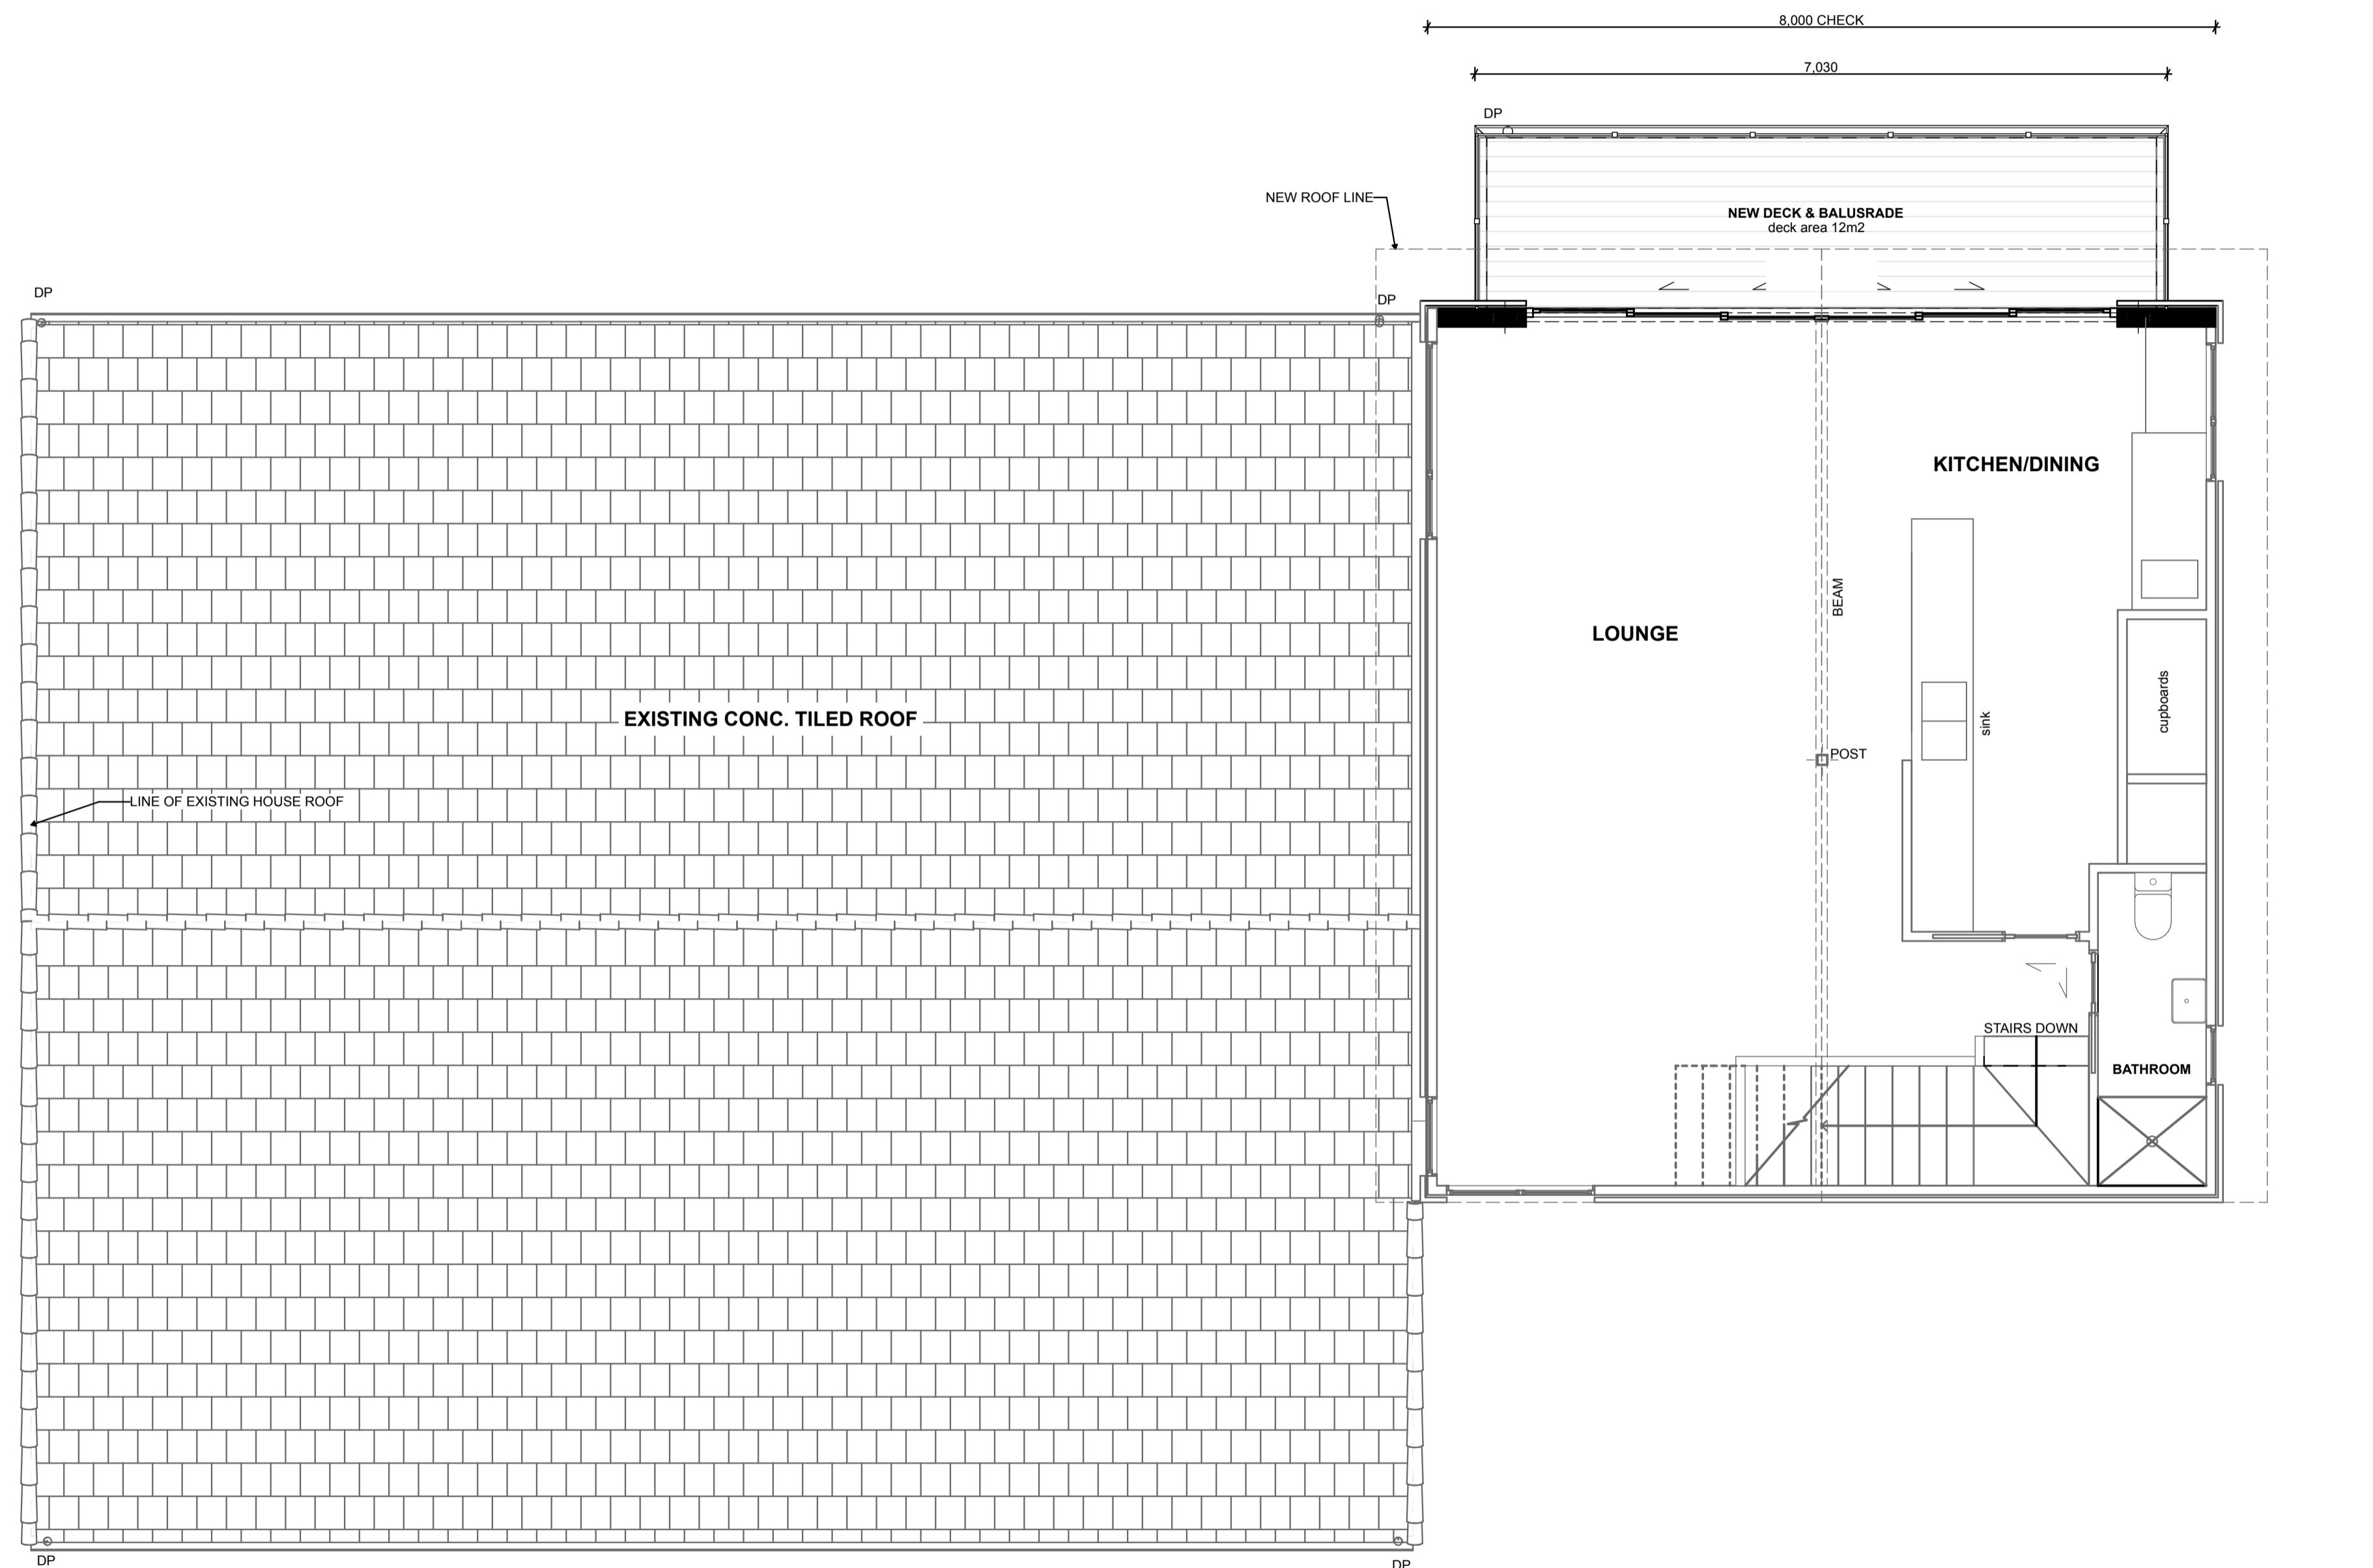 8,000 CHECK
7,030
DP
NEW ROOF LINE
NEW DECK & BALUSRADE
deck area 12m2
DP
DP
KITCHEN/DINING
BEAM
LOUNGE
cupboards
EXISTING CONC. TILED ROOF
sink
POST
LINE OF EXISTING HOUSE ROOF
STAIRS DOWN
BATHROOM
DP
DP